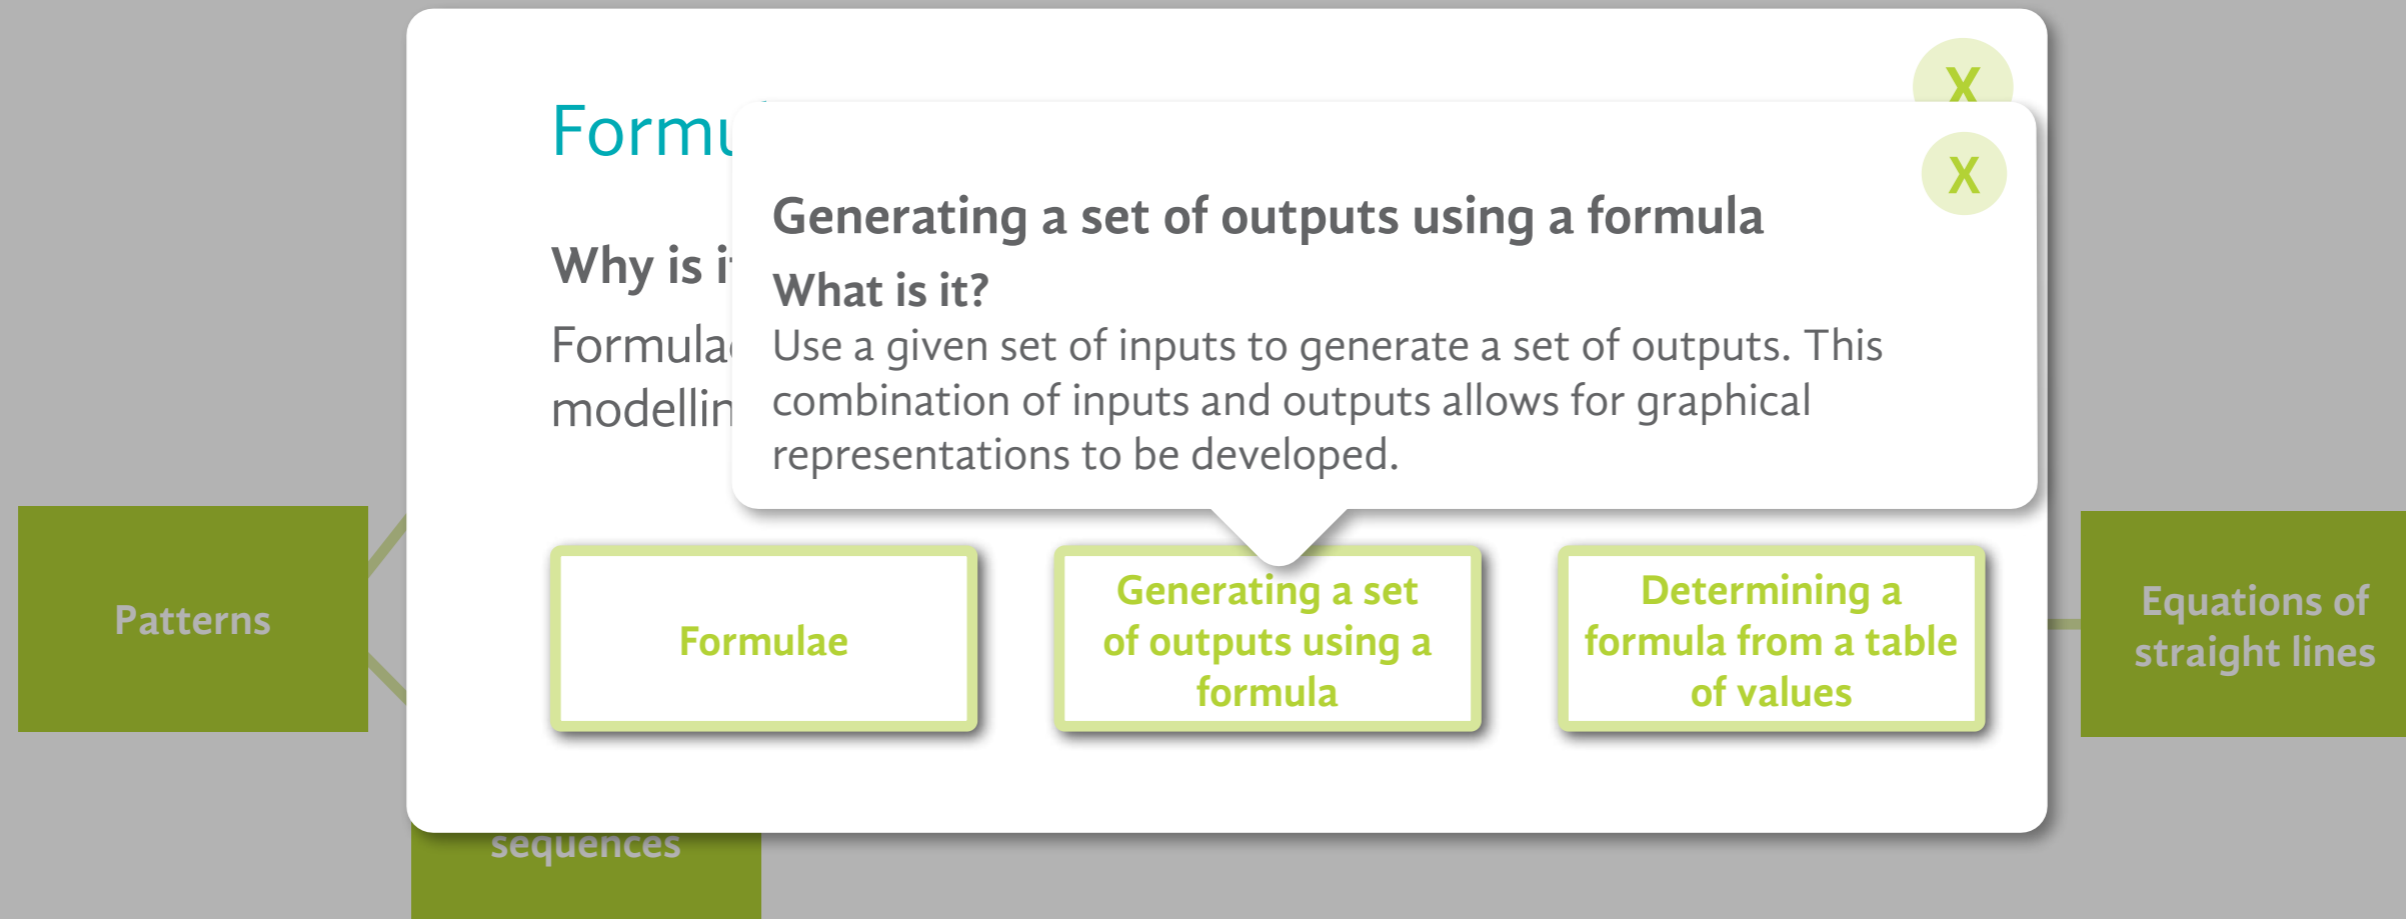 X
Formu
Why is i
Formula
modellin
X
Generating a set of outputs using a formula
What is it?
Use a given set of inputs to generate a set of outputs. This
combination of inputs and outputs allows for graphical
representations to be developed.
Patterns
Formulae
Generating a set
of outputs using a
formula
Determining a
formula from a table
of values
Equations of
straight lines
sequences